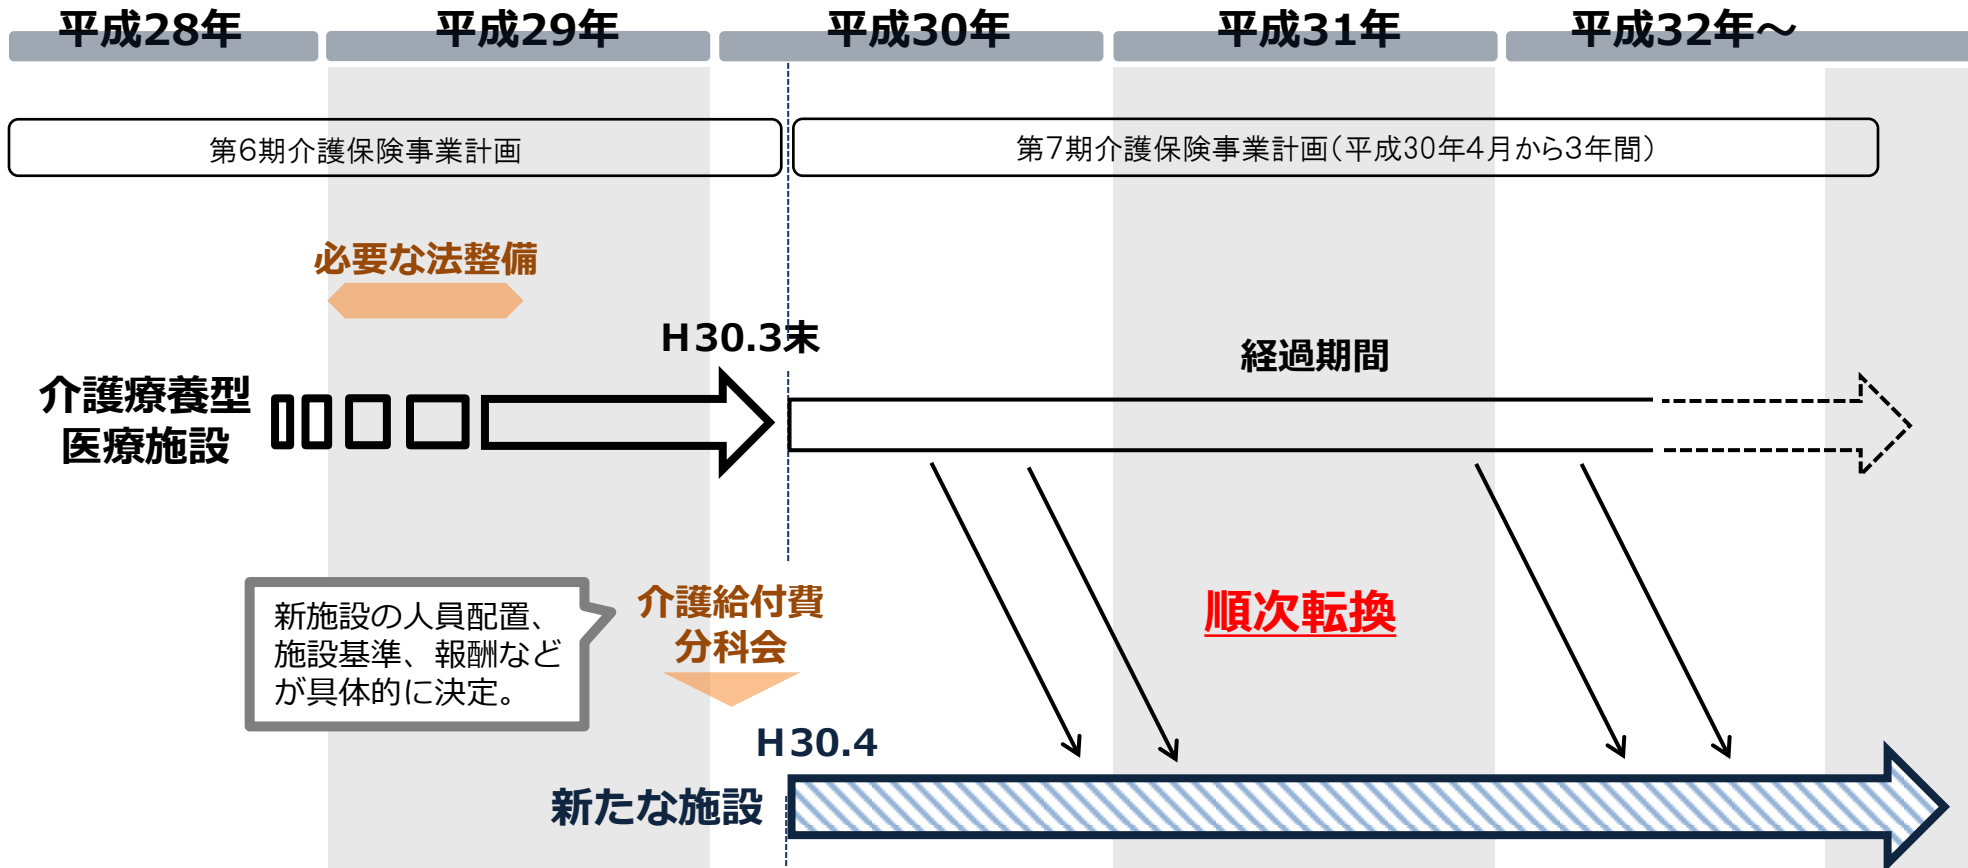 平成28年
平成29年
平成30年
平成31年
平成32年～
第6期介護保険事業計画
第7期介護保険事業計画（平成30年4月から3年間）
必要な法整備
H30.3末
経過期間
介護療養型
医療施設
新施設の人員配置、
施設基準、報酬など
が具体的に決定。
介護給付費
分科会
順次転換
H30.4
新たな施設